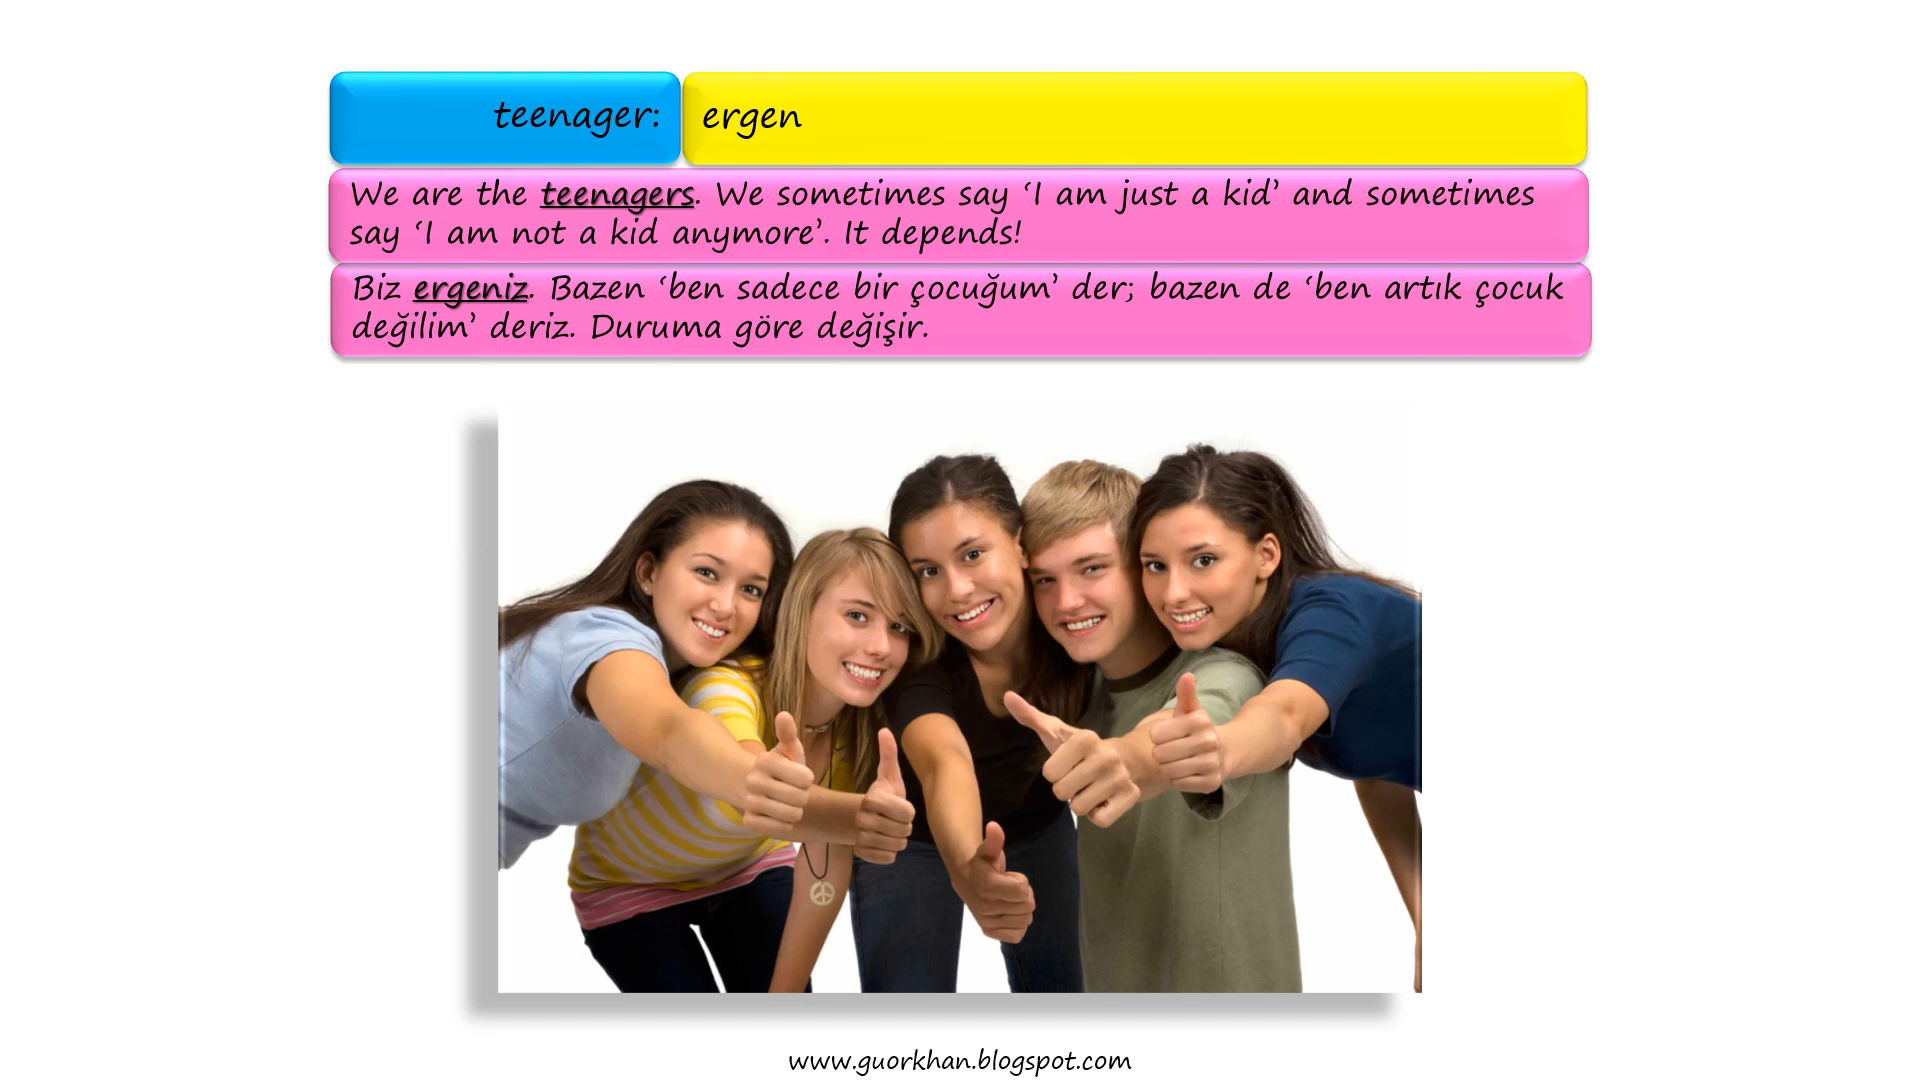 teenager: ergen
We are the teenagers. We sometimes say ‘I am just a kid’ and sometimes
say ‘I am not a kid anymore’. It depends!
Biz ergeniz. Bazen ‘ben sadece bir çocuğum’ der; bazen de ‘ben artık çocuk
değilim’ deriz. Duruma göre değişir.
www.guorkhan.blogspot.com